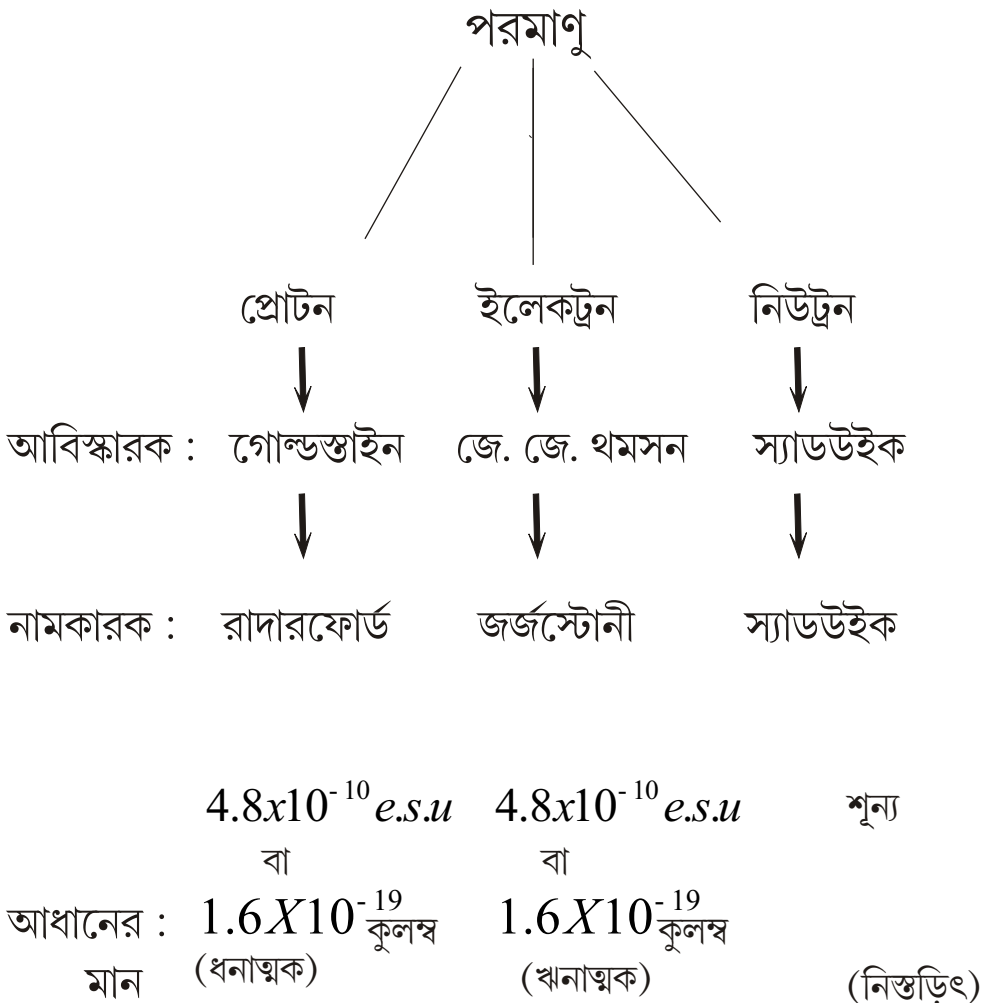 পরমাণু
প্রোটন ইলেকট্রন নিউট্রন
আবিস্কারক : গোল্ডস্তাইন জে. জে. থমসন স্যাডউইক
নামকারক : রাদারফোর্ড জর্জস্টোনী স্যাডউইক
4.8x10⁻¹⁰ e.s.u 4.8x10⁻¹⁰ e.s.u শূন্য
বা বা
আধানের : 1.6X10⁻¹⁹ কুলম্ব 1.6X10⁻¹⁹ কুলম্ব
মান (ধনাত্মক) (ঋনাত্মক) (নিস্তড়িৎ)